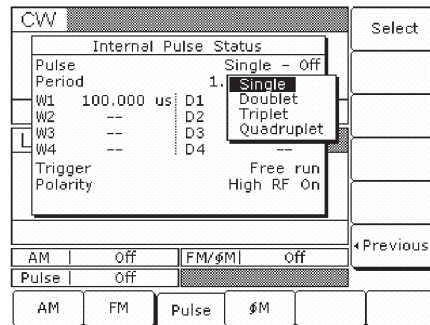 CW
Select
Internal Pulse Status
Pulse Single - Off
Period 1.
Single
Doublet
Triplet
Quadruplet
W1 100.000 us D1
W2 -- D2
W3 -- D3
W4 -- D4 --
Trigger Free run
Polarity High RF On
◂Previous
AM Off FM/ϕM Off
Pulse Off
AM FM Pulse ϕM